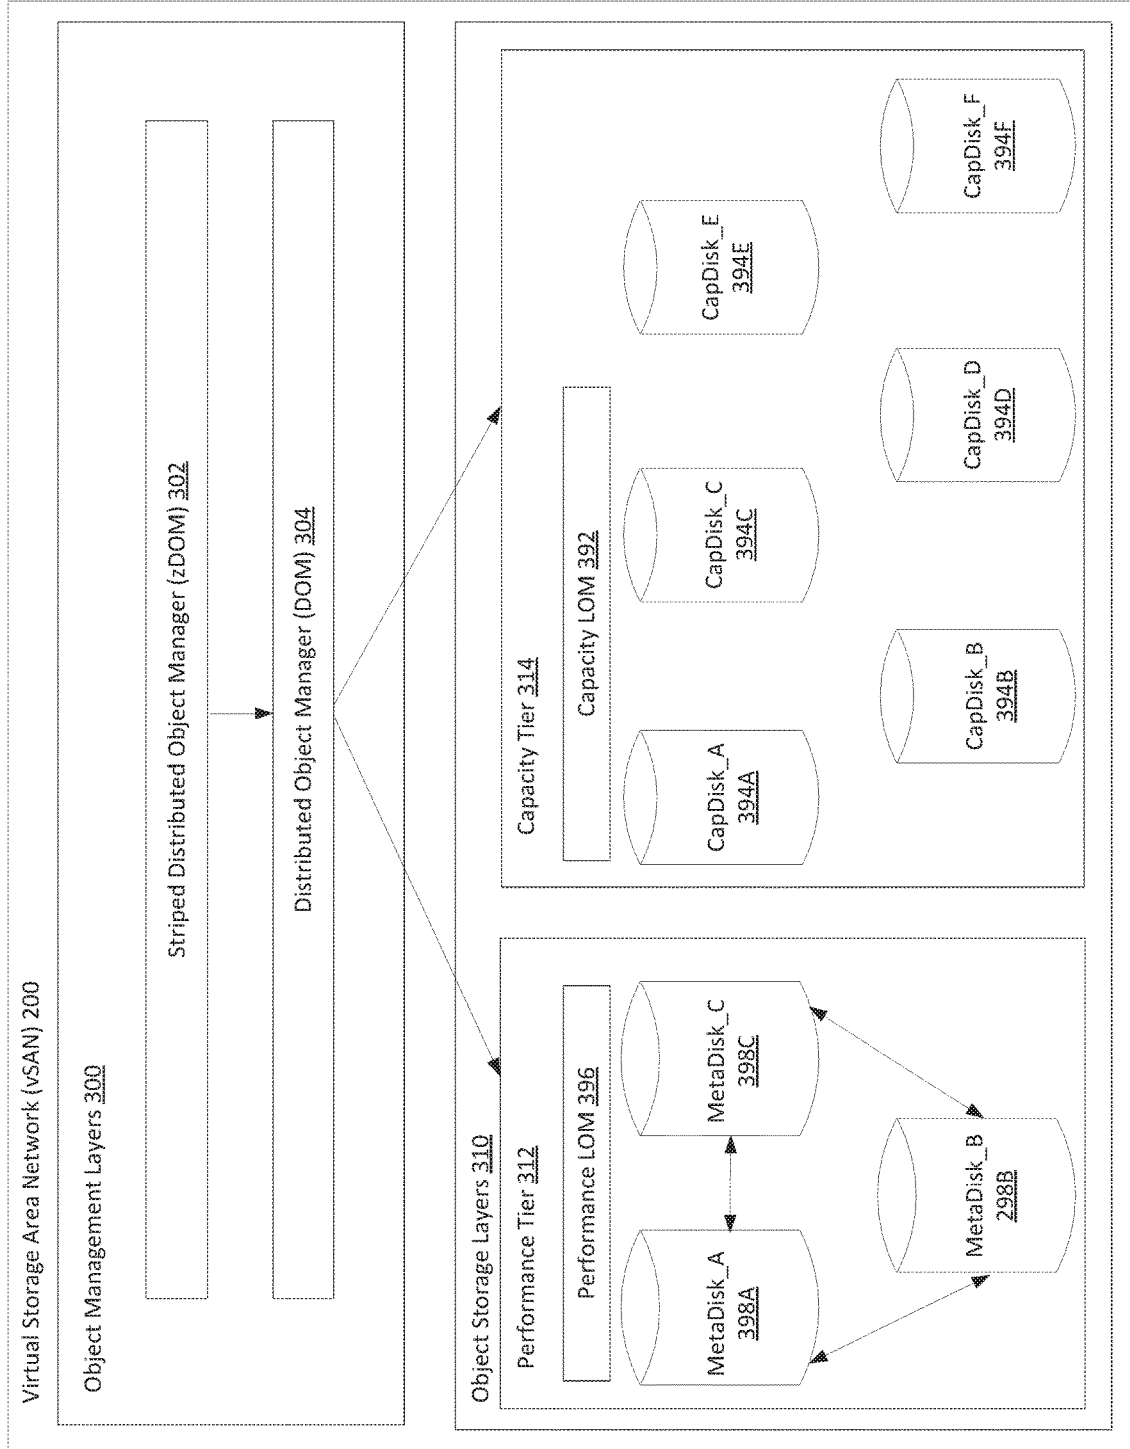 Virtual Storage Area Network (vSAN) 200
Object Management Layers 300
Striped Distributed Object Manager (zDOM) 302
Distributed Object Manager (DOM) 304
Object Storage Layers 310
Performance Tier 312
Performance LOM 396
MetaDisk_A
398A
MetaDisk_C
398C
MetaDisk_B
298B
Capacity Tier 314
Capacity LOM 392
CapDisk_A
394A
CapDisk_C
394C
CapDisk_E
394E
CapDisk_B
394B
CapDisk_D
394D
CapDisk_F
394F